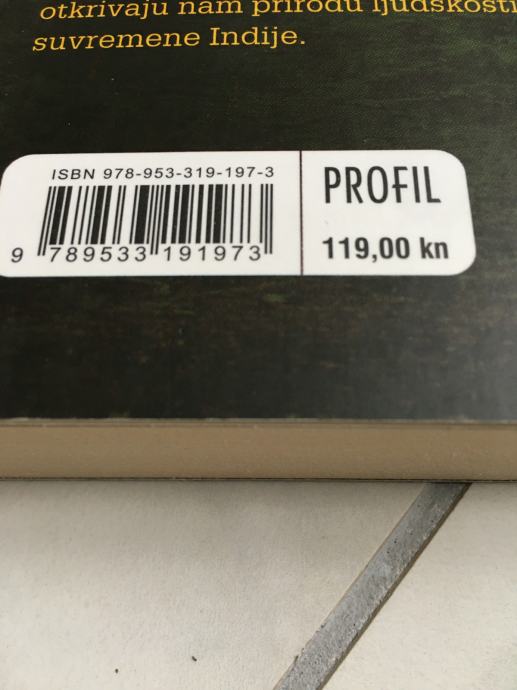 otkrivaju nam prirodu ljudskosti
suvremene Indije.
ISBN 978-953-319-197-3
9 789533 191973
PROFIL
119,00 kn